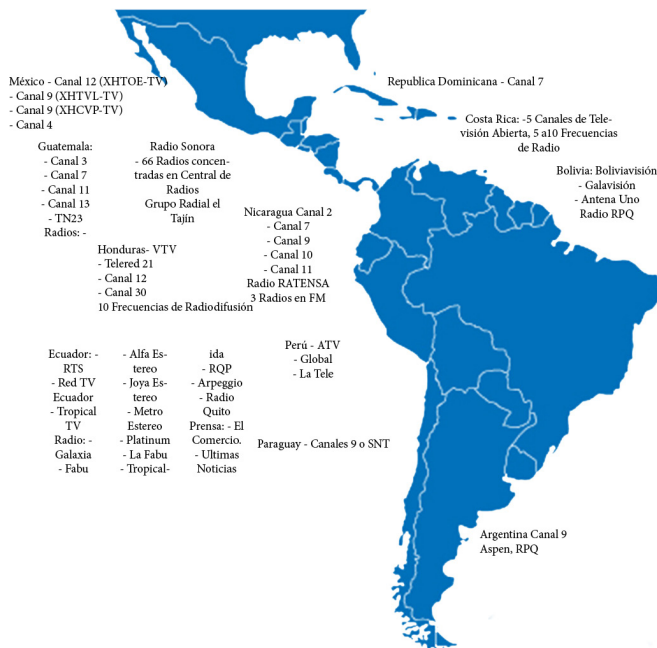 México - Canal 12 (XHTOE-TV)
- Canal 9 (XHTVL-TV)
- Canal 9 (XHCVP-TV)
- Canal 4
Republica Dominicana - Canal 7
Costa Rica: -5 Canales de Tele-
visión Abierta, 5 a10 Frecuencias
de Radio
Guatemala:
- Canal 3
- Canal 7
- Canal 11
- Canal 13
- TN23
Radios: -
Radio Sonora
- 66 Radios concen-
tradas en Central de
Radios
Grupo Radial el
Tajín
Bolivia: Boliviavisión
- Galavisión
- Antena Uno
Radio RPQ
Nicaragua Canal 2
- Canal 7
- Canal 9
- Canal 10
- Canal 11
Radio RATENSA
3 Radios en FM
Honduras- VTV
- Telered 21
- Canal 12
- Canal 30
10 Frecuencias de Radiodifusión
Perú - ATV
- Global
- La Tele
Ecuador: -
RTS
- Red TV
Ecuador
- Tropical
TV
Radio: -
Galaxia
- Fabu
- Alfa Es-
tereo
- Joya Es-
tereo
- Metro
Estereo
- Platinum
- La Fabu
- Tropical-
ida
- RQP
- Arpeggio
- Radio
Quito
Prensa: - El
Comercio.
- Ultimas
Noticias
Paraguay - Canales 9 o SNT
Argentina Canal 9
Aspen, RPQ